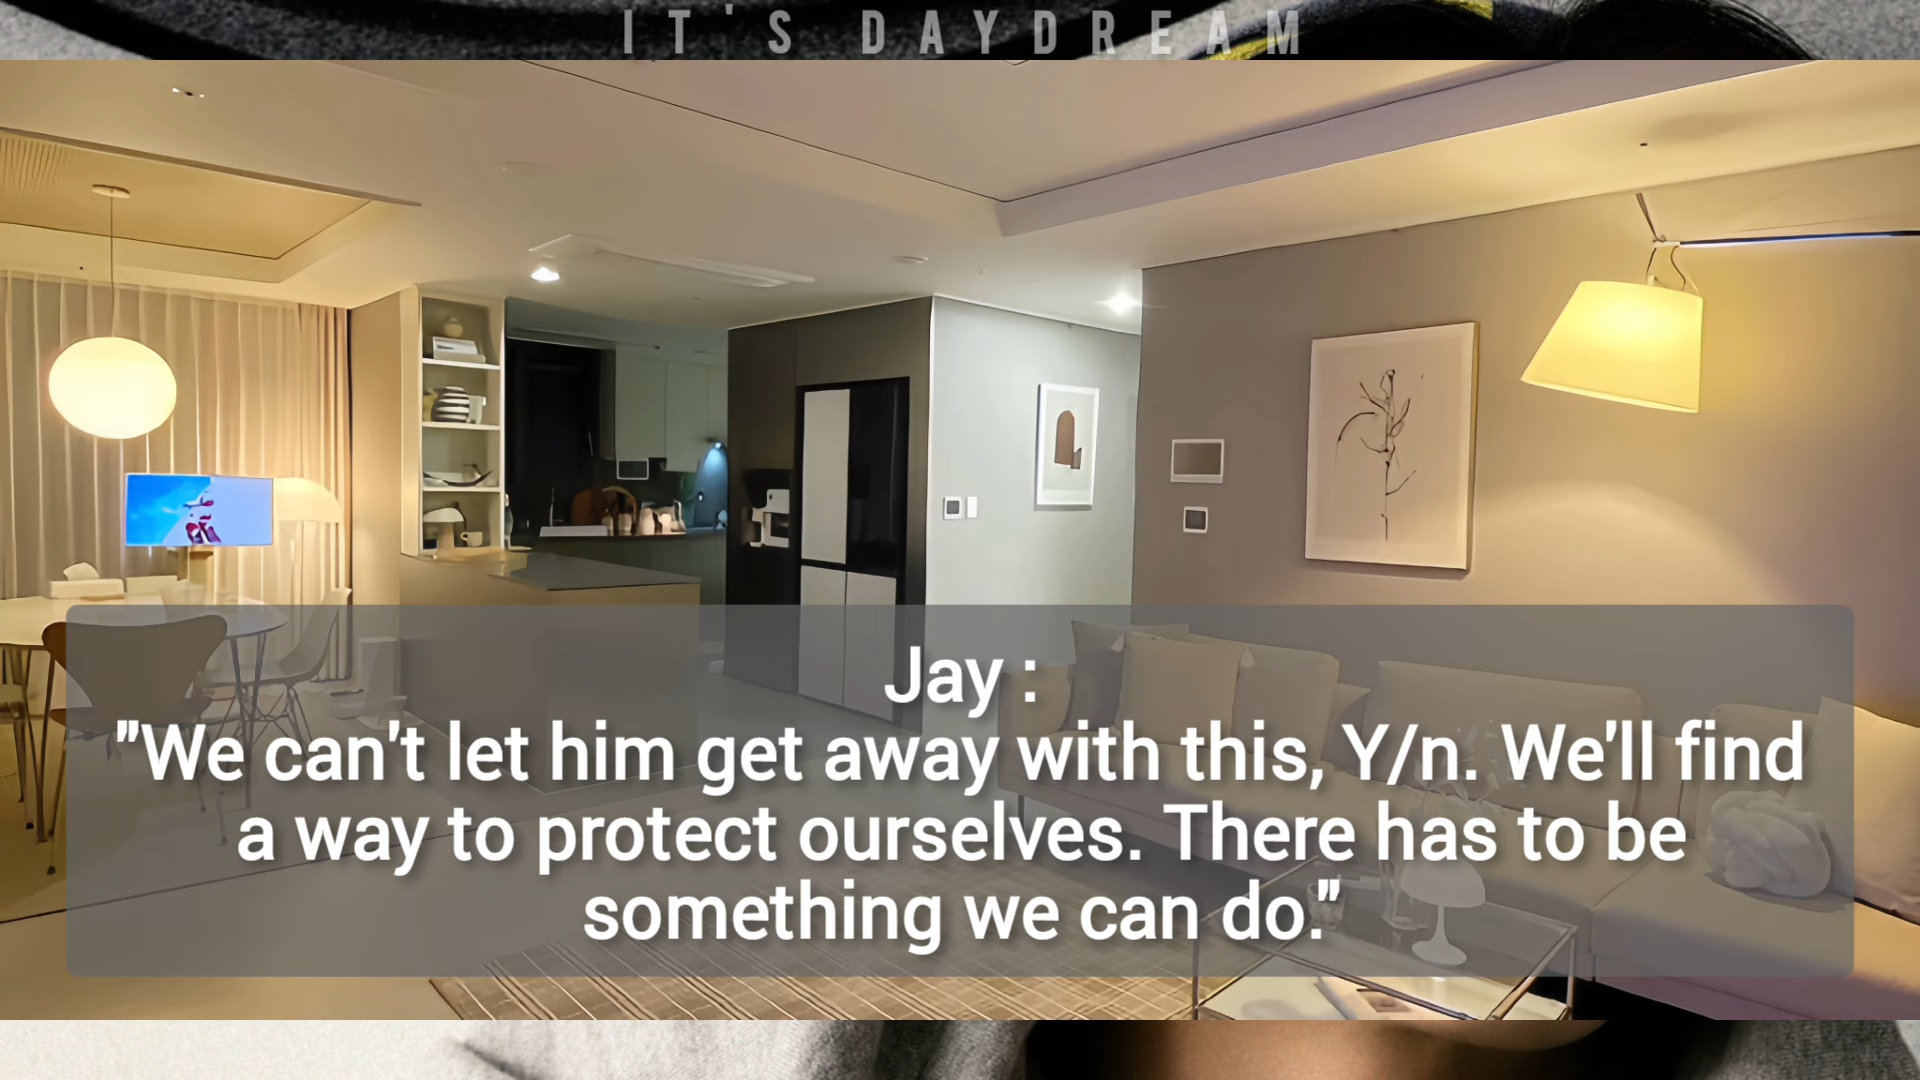 IT'S DAYDREAM
Jay :
"We can't let him get away with this, Y/n. We'll find
a way to protect ourselves. There has to be
something we can do."